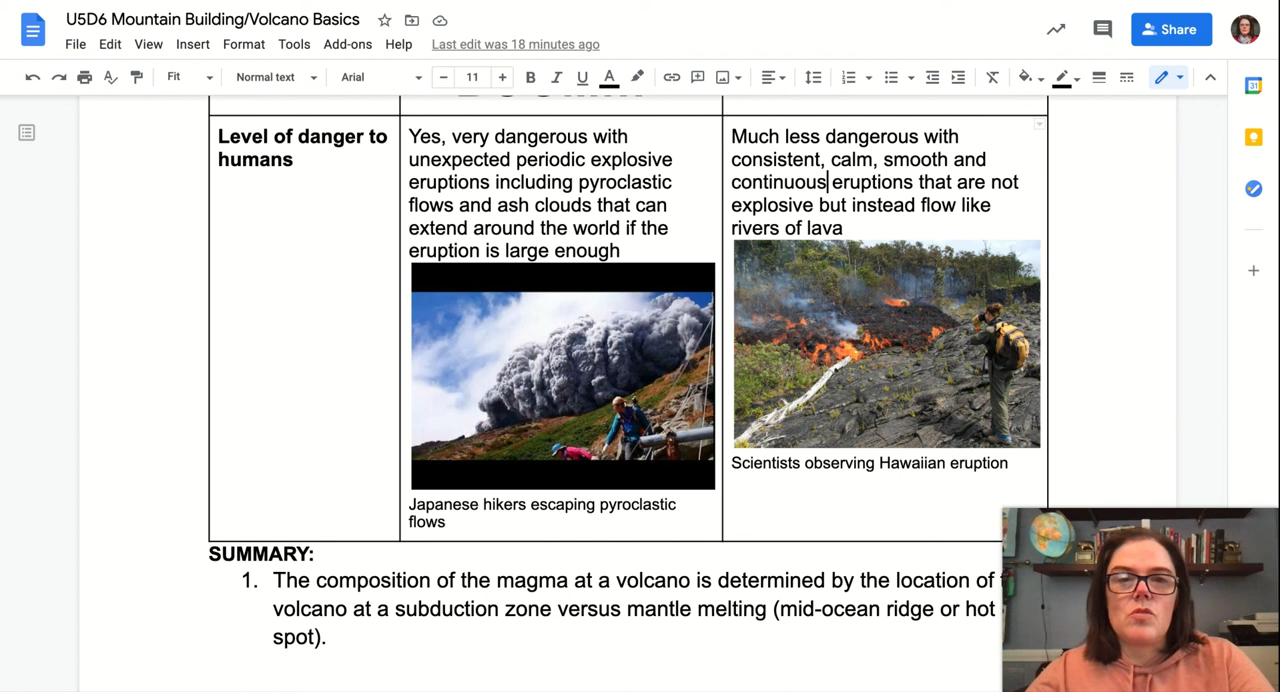 U5D6 Mountain Building/Volcano Basics
File Edit View Insert Format Tools Add-ons Help Last edit was 18 minutes ago
Share
Fit Normal text Arial 11 B I U A
31
Level of danger to
humans
Yes, very dangerous with
unexpected periodic explosive
eruptions including pyroclastic
flows and ash clouds that can
extend around the world if the
eruption is large enough
Japanese hikers escaping pyroclastic
flows
Much less dangerous with
consistent, calm, smooth and
continuous eruptions that are not
explosive but instead flow like
rivers of lava
Scientists observing Hawaiian eruption
SUMMARY:
1. The composition of the magma at a volcano is determined by the location of
volcano at a subduction zone versus mantle melting (mid-ocean ridge or hot
spot).